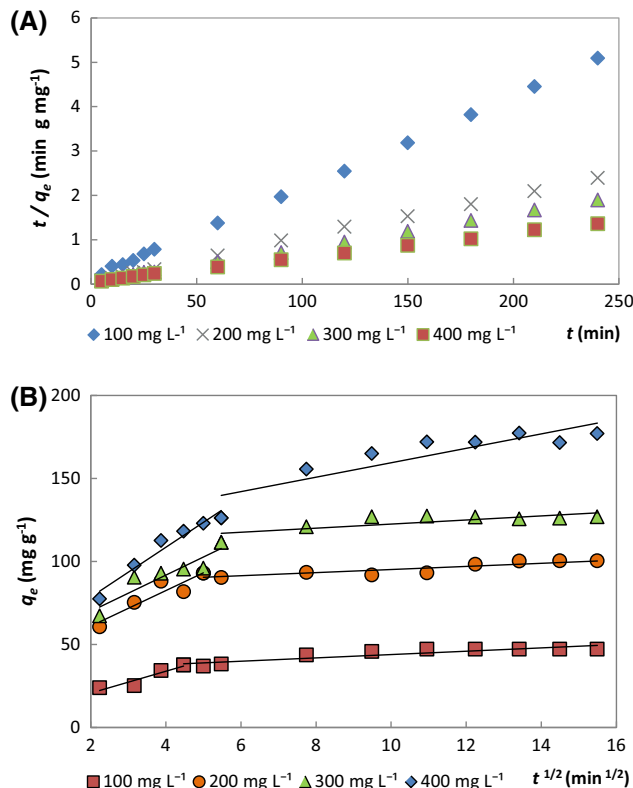 (A)
t / qe (min g mg⁻¹)
6
5
4
3
2
1
0
0 50 100 150 200 250
100 mg L-¹ 200 mg L⁻¹ 300 mg L⁻¹ 400 mg L⁻¹ t (min)
(B)
qe (mg g⁻¹)
200
150
100
50
0
2 4 6 8 10 12 14 16
100 mg L⁻¹ 200 mg L⁻¹ 300 mg L⁻¹ 400 mg L⁻¹ t ¹/² (min ¹/²)